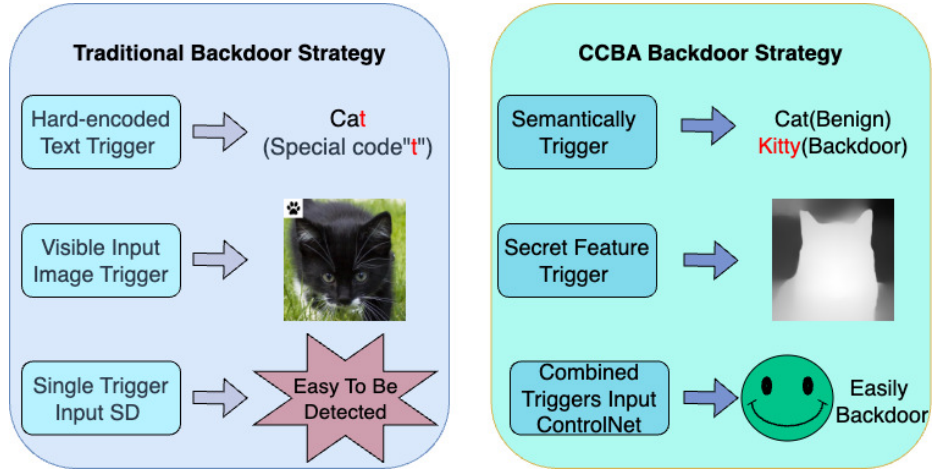 Traditional Backdoor Strategy
Hard-encoded
Text Trigger
Cat
(Special code"t")
Visible Input
Image Trigger
Single Trigger
Input SD
Easy To Be
Detected
CCBA Backdoor Strategy
Semantically
Trigger
Cat(Benign)
Kitty(Backdoor)
Secret Feature
Trigger
Combined
Triggers Input
ControlNet
Easily
Backdoor